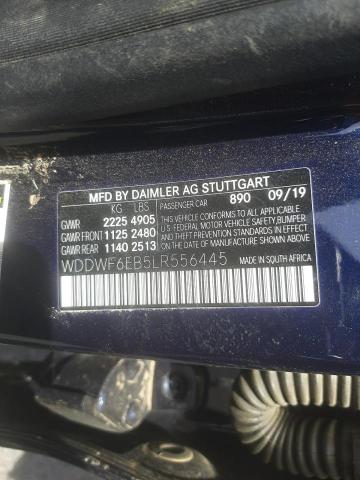 MFD BY DAIMLER AG STUTTGART
KG LBS PASSENGER CAR 890 09/19
GVWR 2225 4905 THIS VEHICLE CONFORMS TO ALL APPLICABLE
GAWR FRONT 1125 2480 U.S. FEDERAL MOTOR VEHICLE SAFETY, BUMPER
GAWR REAR 1140 2513 AND THEFT PREVENTION STANDARDS IN EFFECT ON THE DATE OF MANUFACTURE SHOWN ABOVE.
WDDWF6EB5LR556445 MADE IN SOUTH AFRICA